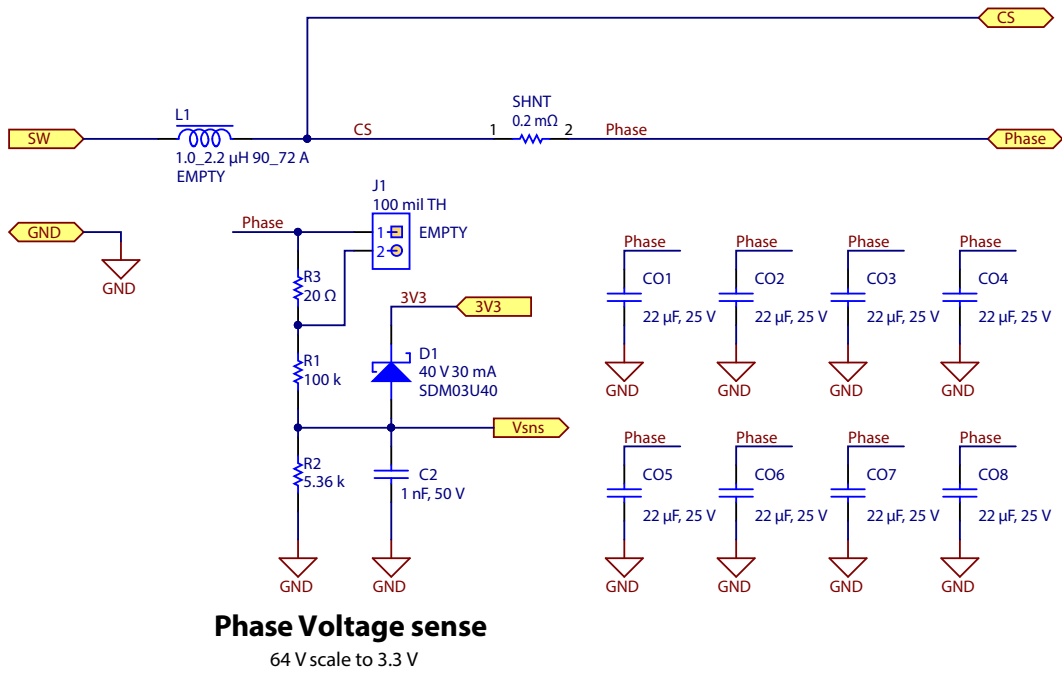 CS
L1
SW
CS
SHNT
0.2 mΩ
1
2
Phase
Phase
1.0_2.2 µH 90_72 A
EMPTY
J1
100 mil TH
GND
GND
Phase
1
2
EMPTY
R3
20 Ω
3V3
3V3
R1
100 k
D1
40 V 30 mA
SDM03U40
Vsns
R2
5.36 k
C2
1 nF, 50 V
GND
GND
Phase
CO1
22 µF, 25 V
GND
Phase
CO2
22 µF, 25 V
GND
Phase
CO3
22 µF, 25 V
GND
Phase
CO4
22 µF, 25 V
GND
Phase
CO5
22 µF, 25 V
GND
Phase
CO6
22 µF, 25 V
GND
Phase
CO7
22 µF, 25 V
GND
Phase
CO8
22 µF, 25 V
GND
Phase Voltage sense
64 V scale to 3.3 V